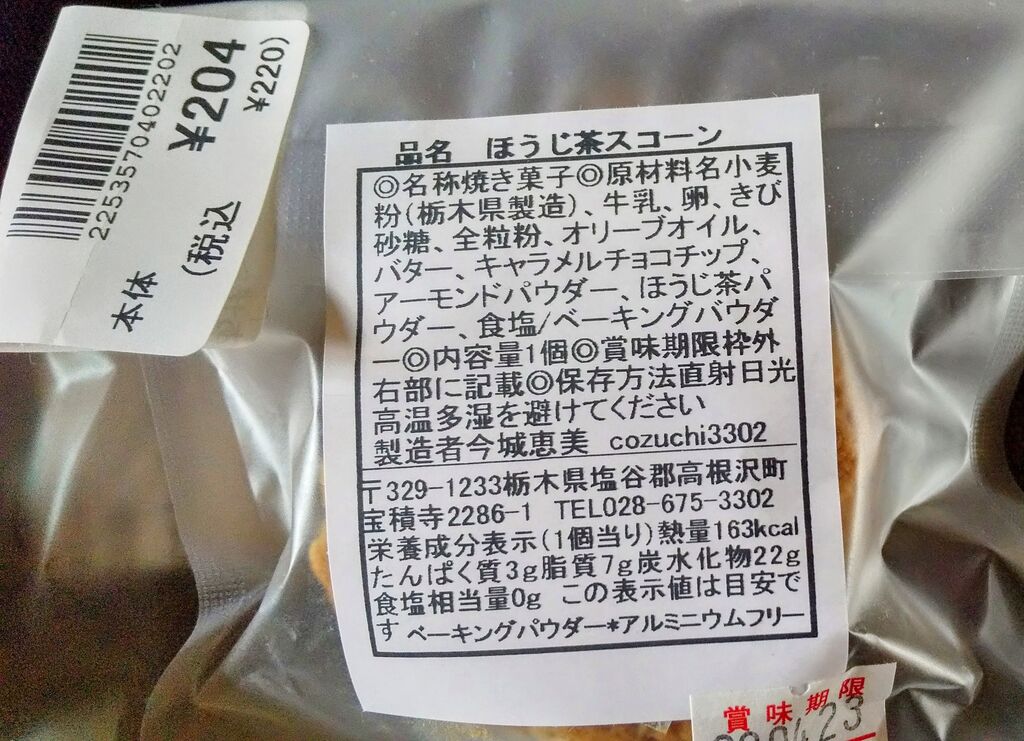 2253570402202
本体 ¥204
(税込 ¥220)
品名 ほうじ茶スコーン
◎名称焼き菓子◎原材料名小麦
粉(栃木県製造)、牛乳、卵、きび
砂糖、全粒粉、オリーブオイル、
バター、キャラメルチョコチップ、
アーモンドパウダー、ほうじ茶パ
ウダー、食塩/ベーキングパウダ
ー◎内容量1個◎賞味期限枠外
右部に記載◎保存方法直射日光
高温多湿を避けてください
製造者今城恵美 cozuchi3302
〒329-1233栃木県塩谷郡高根沢町
宝積寺2286-1 TEL028-675-3302
栄養成分表示(1個当り)熱量163kcal
たんぱく質3g脂質7g炭水化物22g
食塩相当量0g この表示値は目安で
す ベーキングパウダー*アルミニウムフリー
賞味期限